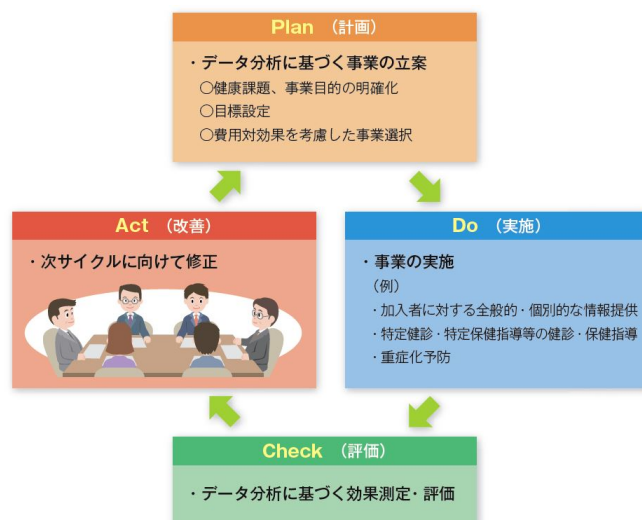 Plan （計画）
・データ分析に基づく事業の立案
○健康課題、事業目的の明確化
○目標設定
○費用対効果を考慮した事業選択
Act （改善）
・次サイクルに向けて修正
Do （実施）
・事業の実施
（例）
・加入者に対する全般的・個別的な情報提供
・特定健診・特定保健指導等の健診・保健指導
・重症化予防
Check （評価）
・データ分析に基づく効果測定・評価